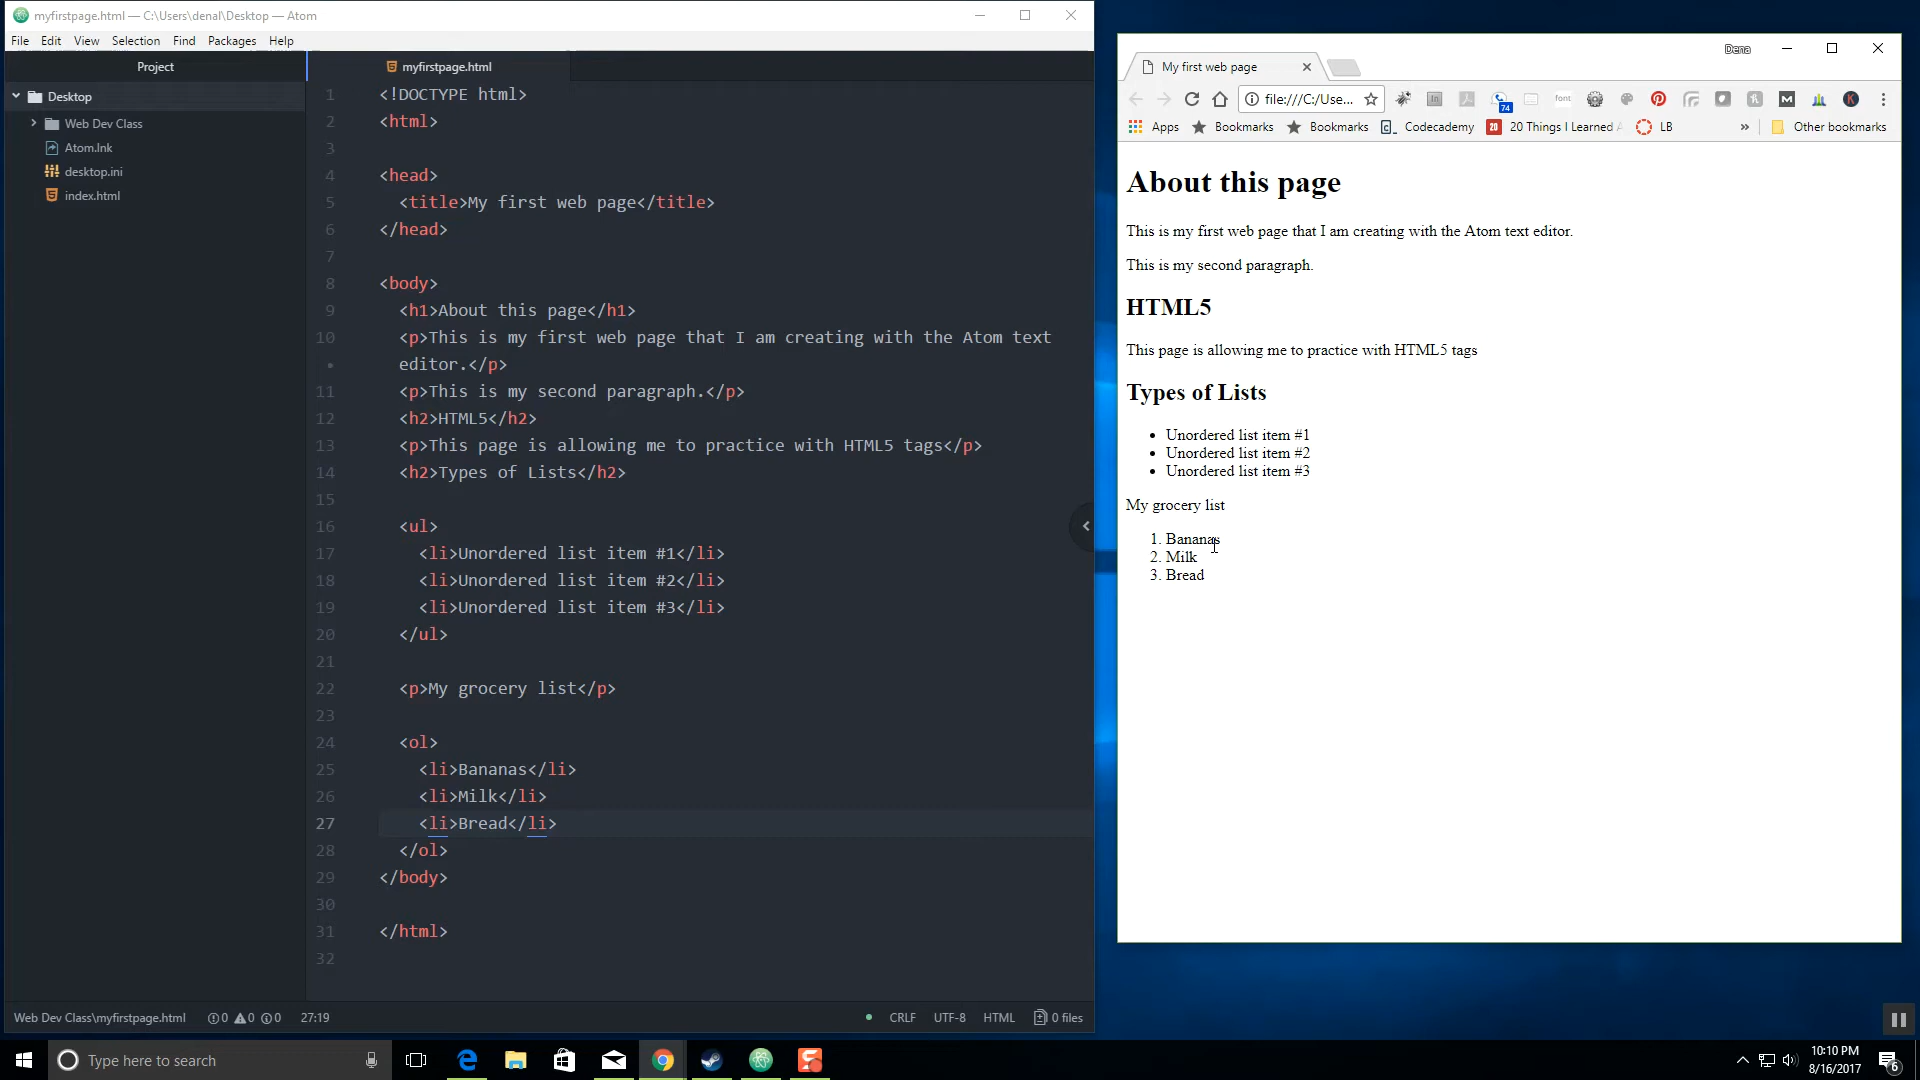 myfirstpage.html — C:\Users\denal\Desktop — Atom
File Edit View Selection Find Packages Help
Project
Desktop
Web Dev Class
Atom.lnk
desktop.ini
index.html
myfirstpage.html
1 <!DOCTYPE html>
2 <html>
3
4 <head>
5 <title>My first web page</title>
6 </head>
7
8 <body>
9 <h1>About this page</h1>
10 <p>This is my first web page that I am creating with the Atom text
• editor.</p>
11 <p>This is my second paragraph.</p>
12 <h2>HTML5</h2>
13 <p>This page is allowing me to practice with HTML5 tags</p>
14 <h2>Types of Lists</h2>
15
16 <ul>
17 <li>Unordered list item #1</li>
18 <li>Unordered list item #2</li>
19 <li>Unordered list item #3</li>
20 </ul>
21
22 <p>My grocery list</p>
23
24 <ol>
25 <li>Bananas</li>
26 <li>Milk</li>
27 <li>Bread</li>
28 </ol>
29 </body>
30
31 </html>
32
Web Dev Class\myfirstpage.html 0 0 0 27:19 CRLF UTF-8 HTML 0 files
Dena
My first web page
file:///C:/Use... In 74 font M K
Apps Bookmarks Bookmarks Codecademy 20 20 Things I Learned LB » Other bookmarks
About this page
This is my first web page that I am creating with the Atom text editor.
This is my second paragraph.
HTML5
This page is allowing me to practice with HTML5 tags
Types of Lists
• Unordered list item #1
• Unordered list item #2
• Unordered list item #3
My grocery list
1. Bananas
2. Milk
3. Bread
Type here to search
10:10 PM
8/16/2017
6